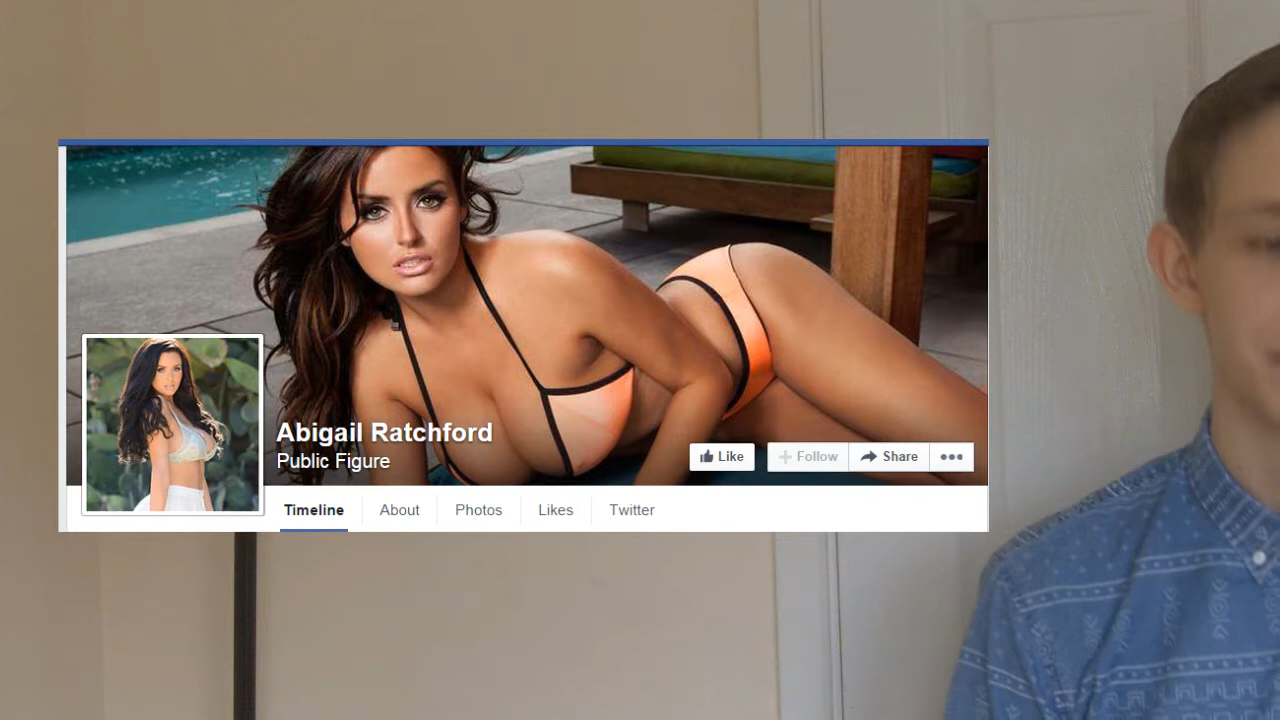 Abigail Ratchford
Public Figure
Like
Follow
Share
Timeline
About
Photos
Likes
Twitter